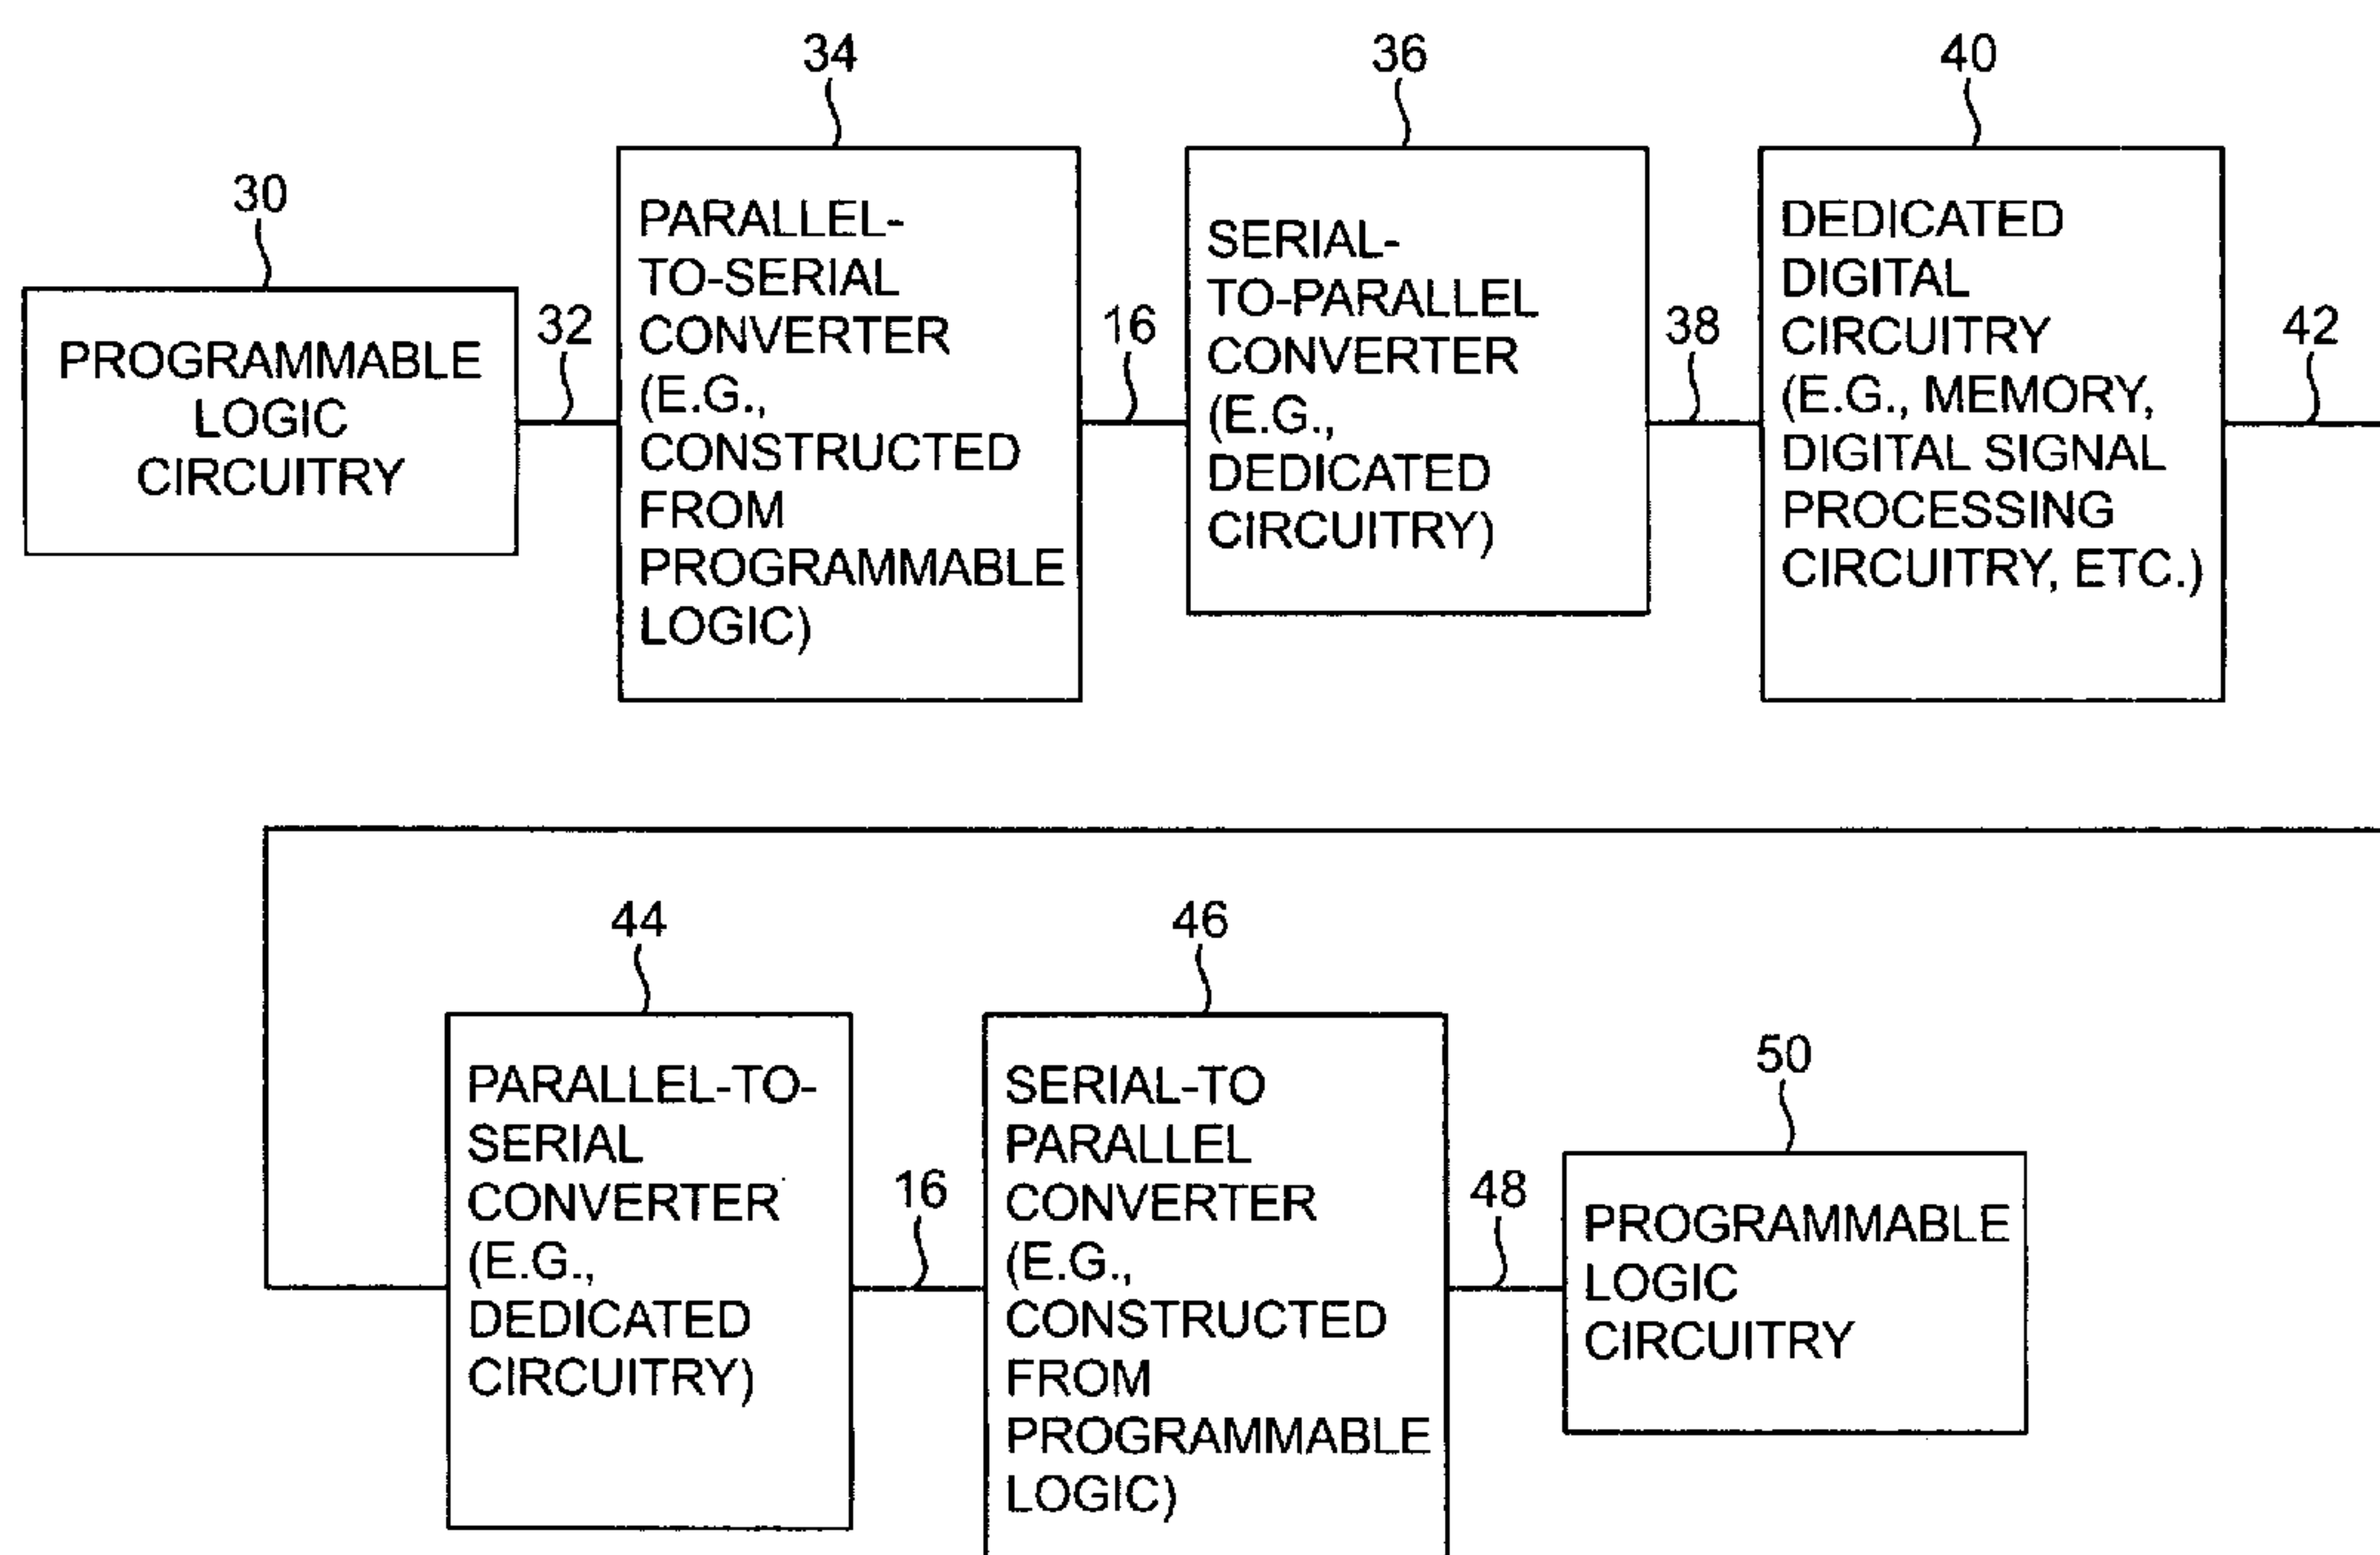 34
36
40
30
PARALLEL-
TO-SERIAL
CONVERTER
(E.G.,
CONSTRUCTED
FROM
PROGRAMMABLE
LOGIC)
SERIAL-
TO-PARALLEL
CONVERTER
(E.G.,
DEDICATED
CIRCUITRY)
DEDICATED
DIGITAL
CIRCUITRY
(E.G., MEMORY,
DIGITAL SIGNAL
PROCESSING
CIRCUITRY, ETC.)
32
16
38
42
PROGRAMMABLE
LOGIC
CIRCUITRY
44
46
50
PARALLEL-TO-
SERIAL
CONVERTER
(E.G.,
DEDICATED
CIRCUITRY)
16
SERIAL-TO
PARALLEL
CONVERTER
(E.G.,
CONSTRUCTED
FROM
PROGRAMMABLE
LOGIC)
48
PROGRAMMABLE
LOGIC
CIRCUITRY